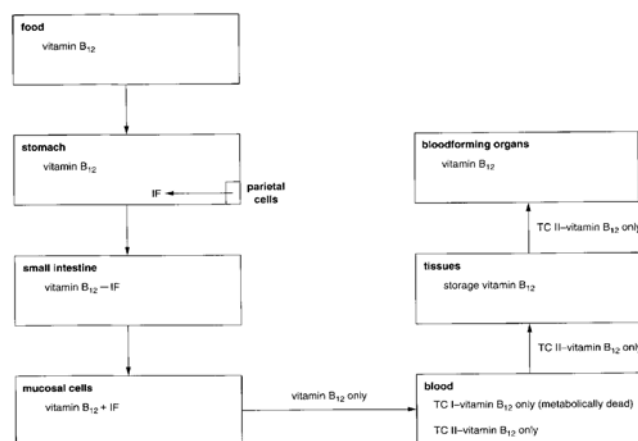 food
vitamin B₁₂
stomach
vitamin B₁₂
IF
parietal
cells
small intestine
vitamin B₁₂ — IF
mucosal cells
vitamin B₁₂ + IF
vitamin B₁₂ only
bloodforming organs
vitamin B₁₂
TC II–vitamin B₁₂ only
tissues
storage vitamin B₁₂
TC II–vitamin B₁₂ only
blood
TC I–vitamin B₁₂ only (metabolically dead)
TC II–vitamin B₁₂ only